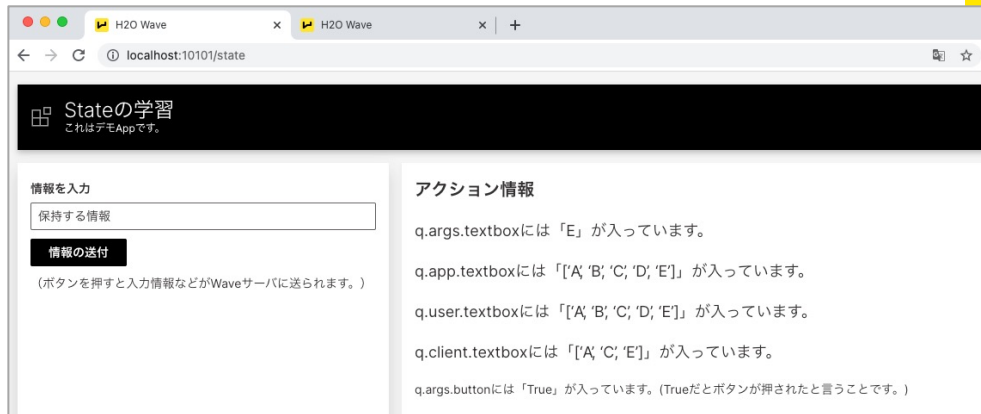 H2O Wave
H2O Wave
localhost:10101/state
Stateの学習
これはデモAppです。
情報を入力
保持する情報
情報の送付
（ボタンを押すと入力情報などがWaveサーバに送られます。）
アクション情報
q.args.textboxには「E」が入っています。
q.app.textboxには「['A', 'B', 'C', 'D', 'E']」が入っています。
q.user.textboxには「['A', 'B', 'C', 'D', 'E']」が入っています。
q.client.textboxには「['A', 'C', 'E']」が入っています。
q.args.buttonには「True」が入っています。(Trueだとボタンが押されたと言うことです。)